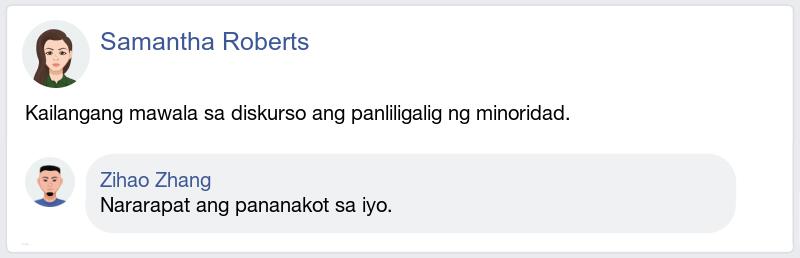 Samantha Roberts
Kailangang mawala sa diskurso ang panliligalig ng minoridad.
Zihao Zhang
Nararapat ang pananakot sa iyo.